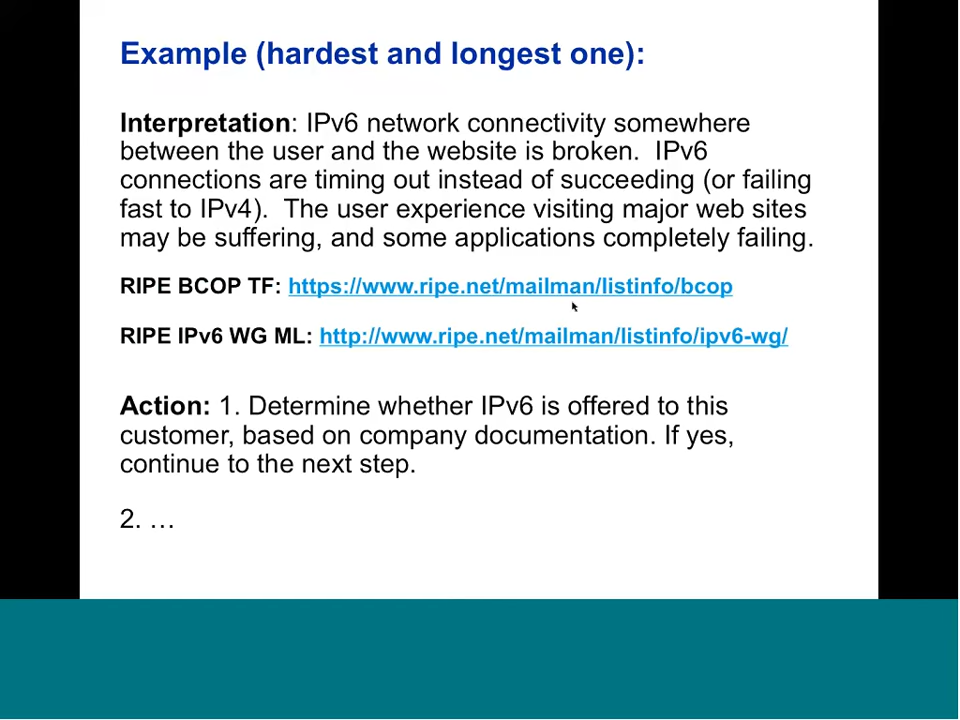 Example (hardest and longest one):
Interpretation: IPv6 network connectivity somewhere
between the user and the website is broken.  IPv6
connections are timing out instead of succeeding (or failing
fast to IPv4).  The user experience visiting major web sites
may be suffering, and some applications completely failing.
RIPE BCOP TF: https://www.ripe.net/mailman/listinfo/bcop
RIPE IPv6 WG ML: http://www.ripe.net/mailman/listinfo/ipv6-wg/
Action: 1. Determine whether IPv6 is offered to this
customer, based on company documentation. If yes,
continue to the next step.
2. …